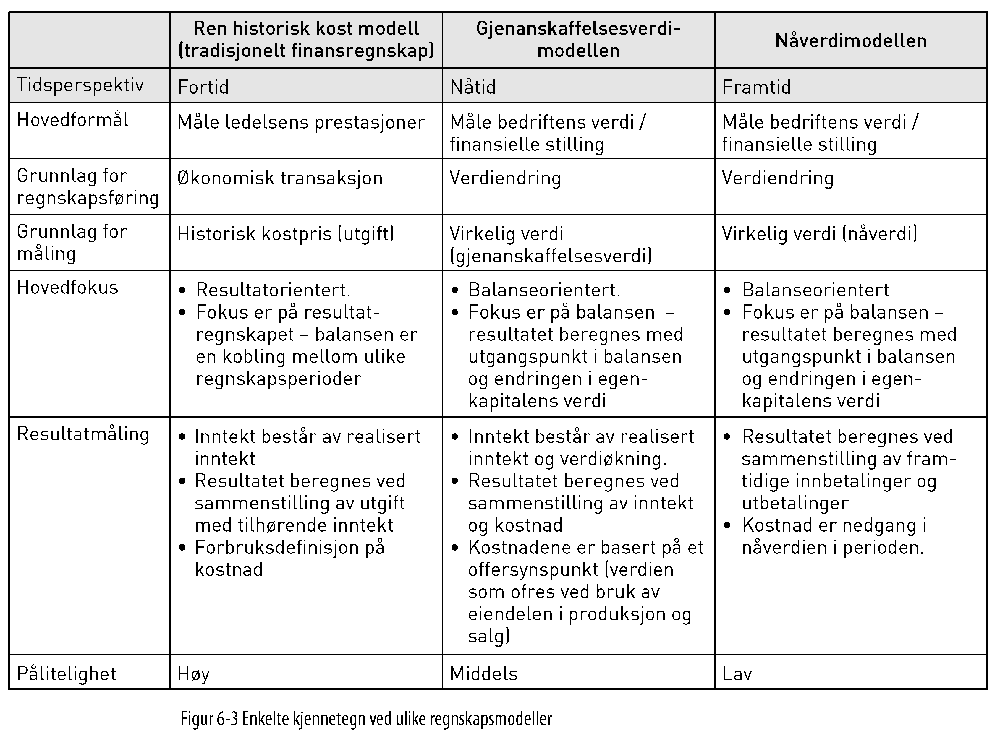 Ren historisk kost modell
(tradisjonelt finansregnskap)
Gjenanskaffelsesverdi-
modellen
Nåverdimodellen
Tidsperspektiv
Fortid
Nåtid
Framtid
Hovedformål
Måle ledelsens prestasjoner
Måle bedriftens verdi /
finansielle stilling
Måle bedriftens verdi /
finansielle stilling
Grunnlag for
regnskapsføring
Økonomisk transaksjon
Verdiendring
Verdiendring
Grunnlag for
måling
Historisk kostpris (utgift)
Virkelig verdi
(gjenanskaffelsesverdi)
Virkelig verdi (nåverdi)
Hovedfokus
• Resultatorientert.
• Fokus er på resultat-
regnskapet – balansen er
en kobling mellom ulike
regnskapsperioder
• Balanseorientert.
• Fokus er på balansen –
resultatet beregnes med
utgangspunkt i balansen
og endringen i egen-
kapitalens verdi
• Balanseorientert
• Fokus er på balansen –
resultatet beregnes med
utgangspunkt i balansen
og endringen i egen-
kapitalens verdi
Resultatmåling
• Inntekt består av realisert
inntekt
• Resultatet beregnes ved
sammenstilling av utgift
med tilhørende inntekt
• Forbruksdefinisjon på
kostnad
• Inntekt består av realisert
inntekt og verdiøkning.
• Resultatet beregnes ved
sammenstilling av inntekt
og kostnad
• Kostnadene er basert på et
offersynspunkt (verdien
som ofres ved bruk av
eiendelen i produksjon og
salg)
• Resultatet beregnes ved
sammenstilling av fram-
tidige innbetalinger og
utbetalinger
• Kostnad er nedgang i
nåverdien i perioden.
Pålitelighet
Høy
Middels
Lav
Figur 6-3 Enkelte kjennetegn ved ulike regnskapsmodeller